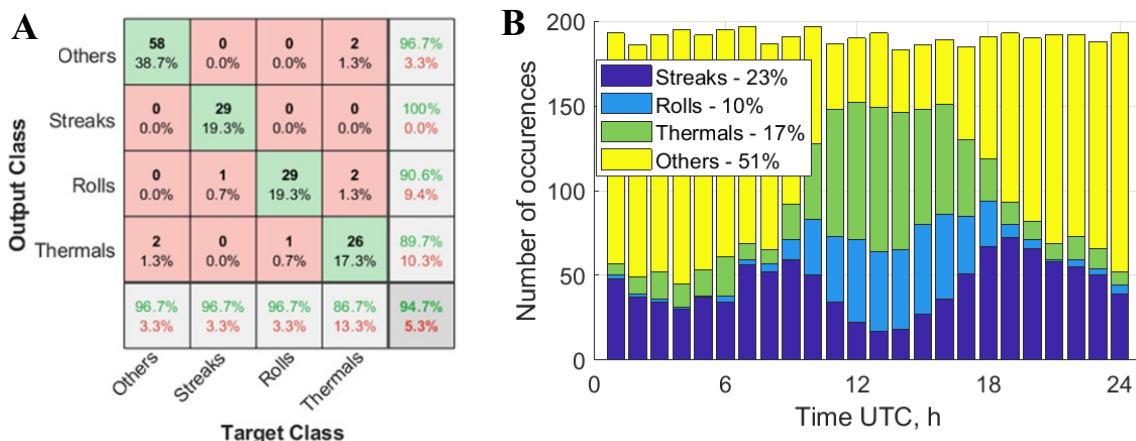 A
Others
58 0 0 2 96.7%
38.7% 0.0% 0.0% 1.3% 3.3%
Streaks
0 29 0 0 100%
0.0% 19.3% 0.0% 0.0% 0.0%
Rolls
0 1 29 2 90.6%
0.0% 0.7% 19.3% 1.3% 9.4%
Thermals
2 0 1 26 89.7%
1.3% 0.0% 0.7% 17.3% 10.3%
96.7% 96.7% 96.7% 86.7% 94.7%
3.3% 3.3% 3.3% 13.3% 5.3%
Others Streaks Rolls Thermals
Target Class
Output Class
B
200
150
100
50
0
Number of occurences
Streaks - 23%
Rolls - 10%
Thermals - 17%
Others - 51%
0 6 12 18 24
Time UTC, h